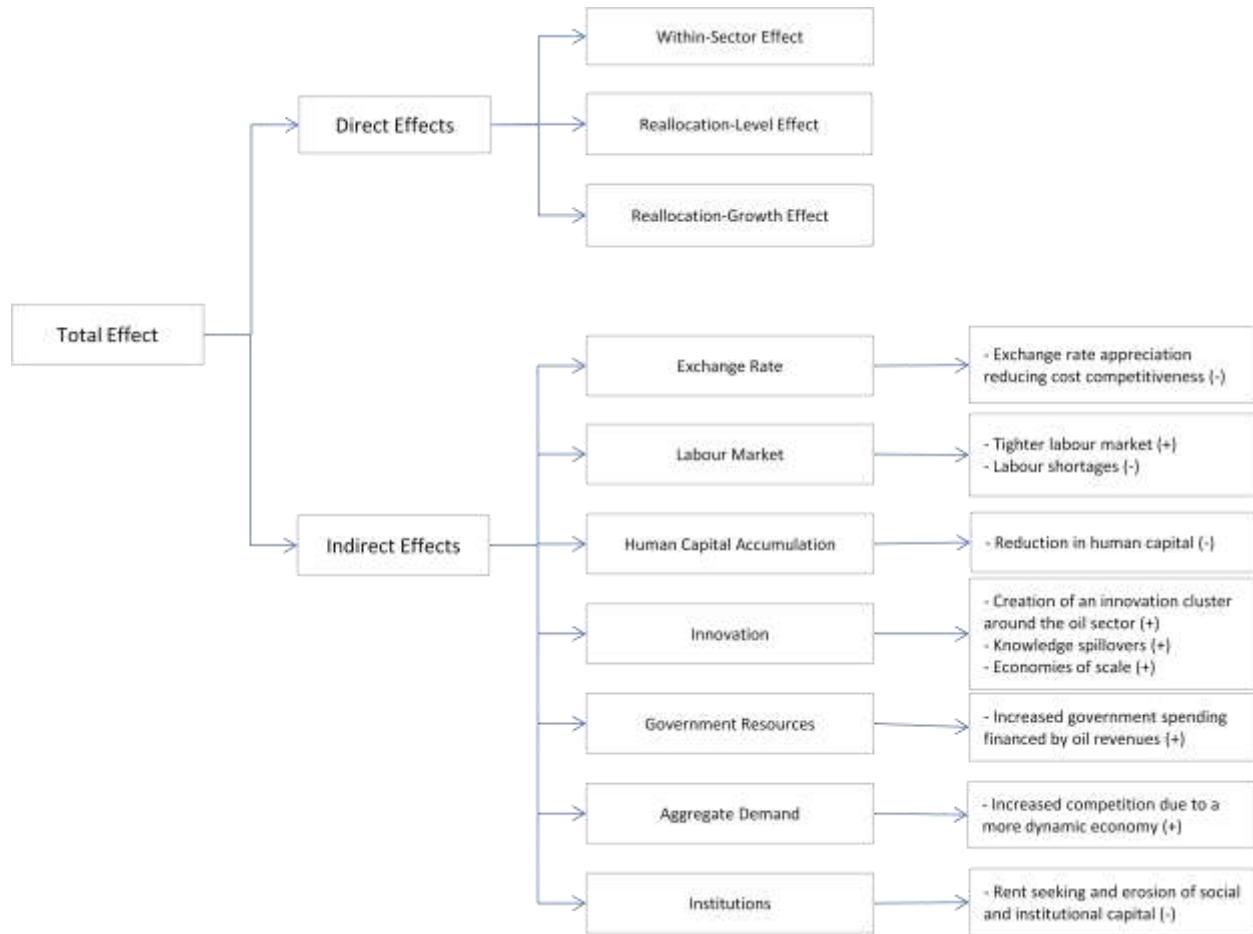 Within-Sector Effect
Direct Effects
Reallocation-Level Effect
Reallocation-Growth Effect
Total Effect
Exchange Rate
- Exchange rate appreciation
reducing cost competitiveness (-)
Labour Market
- Tighter labour market (+)
- Labour shortages (-)
Indirect Effects
Human Capital Accumulation
- Reduction in human capital (-)
Innovation
- Creation of an innovation cluster
around the oil sector (+)
- Knowledge spillovers (+)
- Economies of scale (+)
Government Resources
- Increased government spending
financed by oil revenues (+)
Aggregate Demand
- Increased competition due to a
more dynamic economy (+)
Institutions
- Rent seeking and erosion of social
and institutional capital (-)